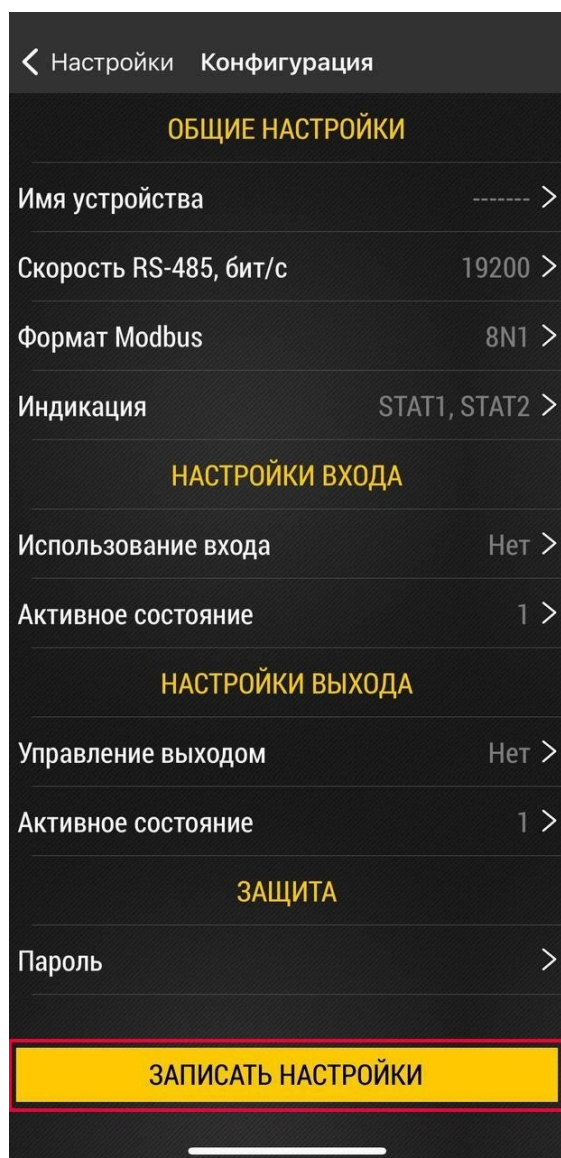 Настройки Конфигурация
ОБЩИЕ НАСТРОЙКИ
Имя устройства -------
Скорость RS-485, бит/с 19200
Формат Modbus 8N1
Индикация STAT1, STAT2
НАСТРОЙКИ ВХОДА
Использование входа Нет
Активное состояние 1
НАСТРОЙКИ ВЫХОДА
Управление выходом Нет
Активное состояние 1
ЗАЩИТА
Пароль
ЗАПИСАТЬ НАСТРОЙКИ